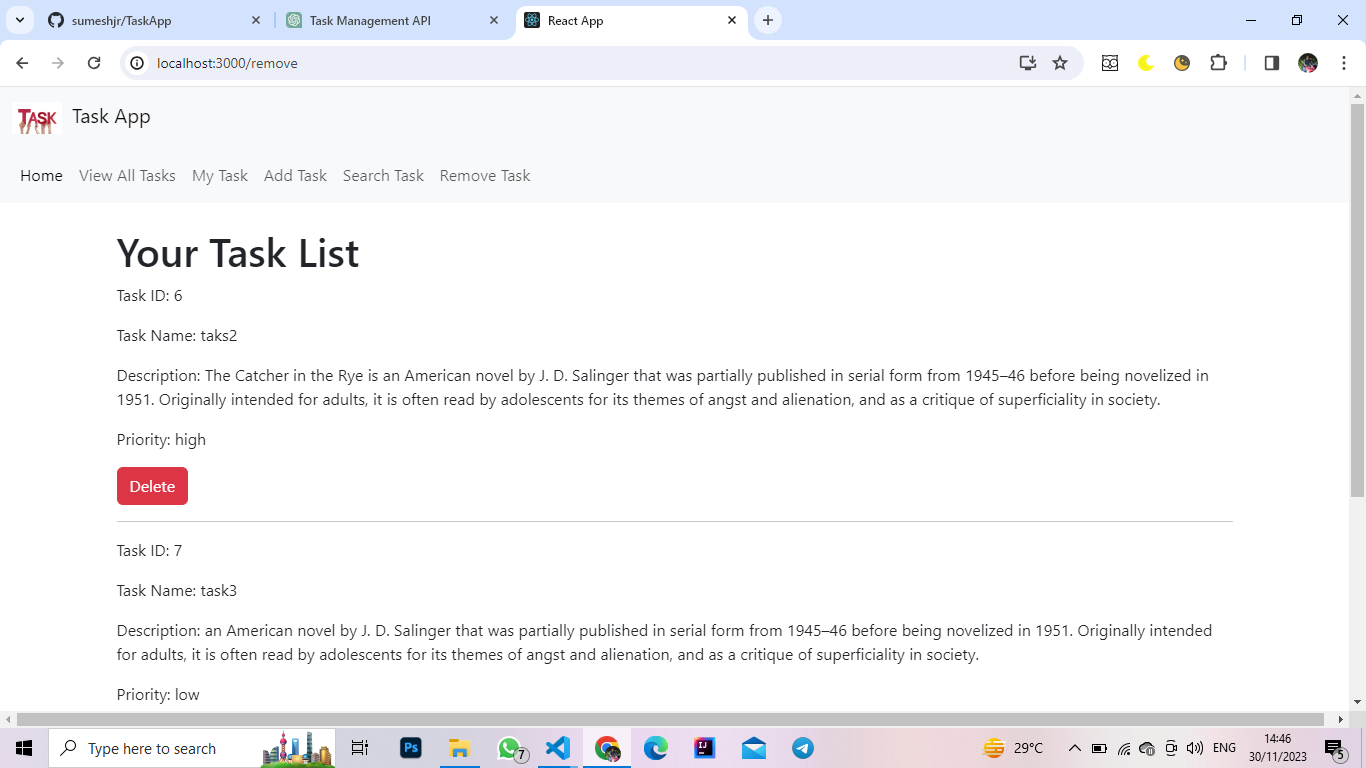 sumeshjr/TaskApp
Task Management API
React App
localhost:3000/remove
TASK
Task App
Home View All Tasks My Task Add Task Search Task Remove Task
Your Task List
Task ID: 6
Task Name: taks2
Description: The Catcher in the Rye is an American novel by J. D. Salinger that was partially published in serial form from 1945–46 before being novelized in
1951. Originally intended for adults, it is often read by adolescents for its themes of angst and alienation, and as a critique of superficiality in society.
Priority: high
Delete
Task ID: 7
Task Name: task3
Description: an American novel by J. D. Salinger that was partially published in serial form from 1945–46 before being novelized in 1951. Originally intended
for adults, it is often read by adolescents for its themes of angst and alienation, and as a critique of superficiality in society.
Priority: low
Type here to search
Ps
7
IJ
29°C
ENG
14:46
30/11/2023
5